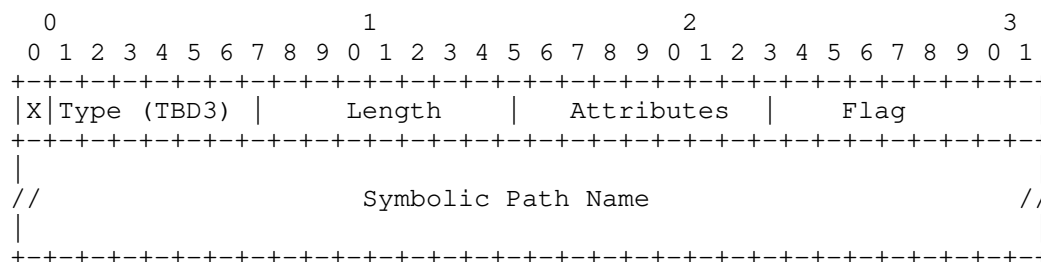 0                   1                   2                   3
 0 1 2 3 4 5 6 7 8 9 0 1 2 3 4 5 6 7 8 9 0 1 2 3 4 5 6 7 8 9 0 1
+-+-+-+-+-+-+-+-+-+-+-+-+-+-+-+-+-+-+-+-+-+-+-+-+-+-+-+-+-+-+-+--
|X|Type (TBD3) |     Length    |   Attributes  |    Flag
+-+-+-+-+-+-+-+-+-+-+-+-+-+-+-+-+-+-+-+-+-+-+-+-+-+-+-+-+-+-+-+--
|
//                    Symbolic Path Name                       //
|
+-+-+-+-+-+-+-+-+-+-+-+-+-+-+-+-+-+-+-+-+-+-+-+-+-+-+-+-+-+-+-+--